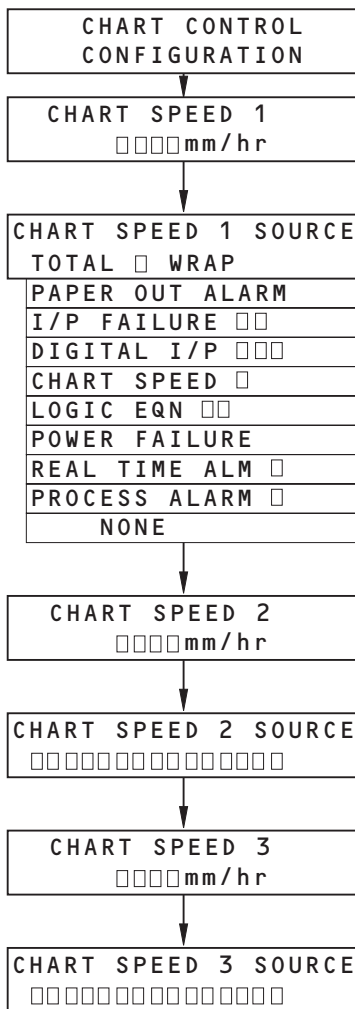 CHART CONTROL
CONFIGURATION
CHART SPEED 1
□□□□mm/hr
CHART SPEED 1 SOURCE
TOTAL □ WRAP
PAPER OUT ALARM
I/P FAILURE □□
DIGITAL I/P □□□
CHART SPEED □
LOGIC EQN □□
POWER FAILURE
REAL TIME ALM □
PROCESS ALARM □
NONE
CHART SPEED 2
□□□□mm/hr
CHART SPEED 2 SOURCE
□□□□□□□□□□□□□□□
CHART SPEED 3
□□□□mm/hr
CHART SPEED 3 SOURCE
□□□□□□□□□□□□□□□